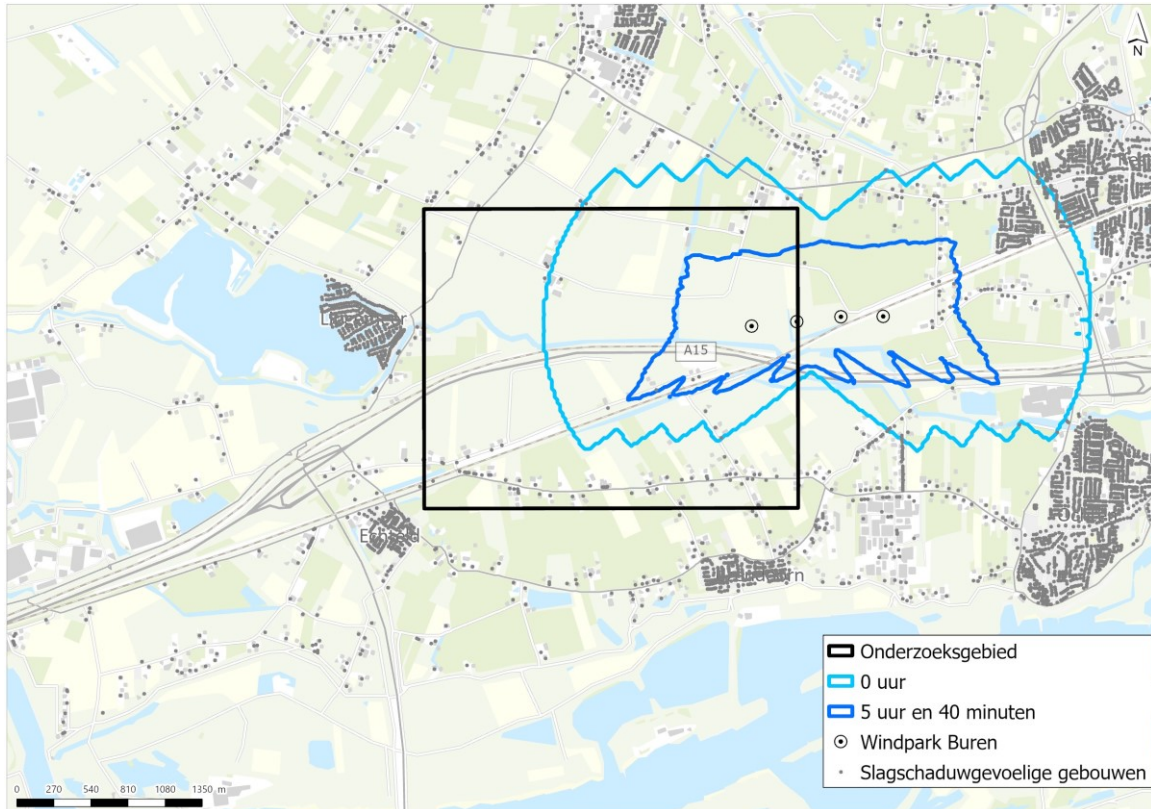 N
A15
Onderzoeksgebied
0 uur
5 uur en 40 minuten
Windpark Buren
Slagschaduwgevoelige gebouwen
0 270 540 810 1080 1350 m